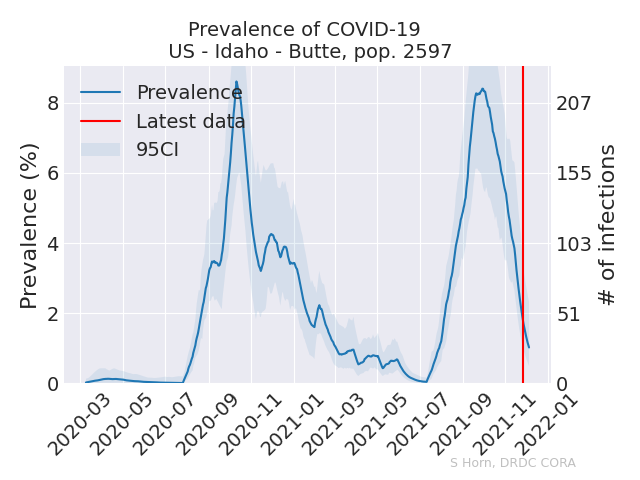 Prevalence of COVID-19
US - Idaho - Butte, pop. 2597
Prevalence
Latest data
95CI
Prevalence (%)
8
6
4
2
0
207
155
103
51
0
# of infections
2020-03
2020-05
2020-07
2020-09
2020-11
2021-01
2021-03
2021-05
2021-07
2021-09
2021-11
2022-01
S Horn, DRDC CORA